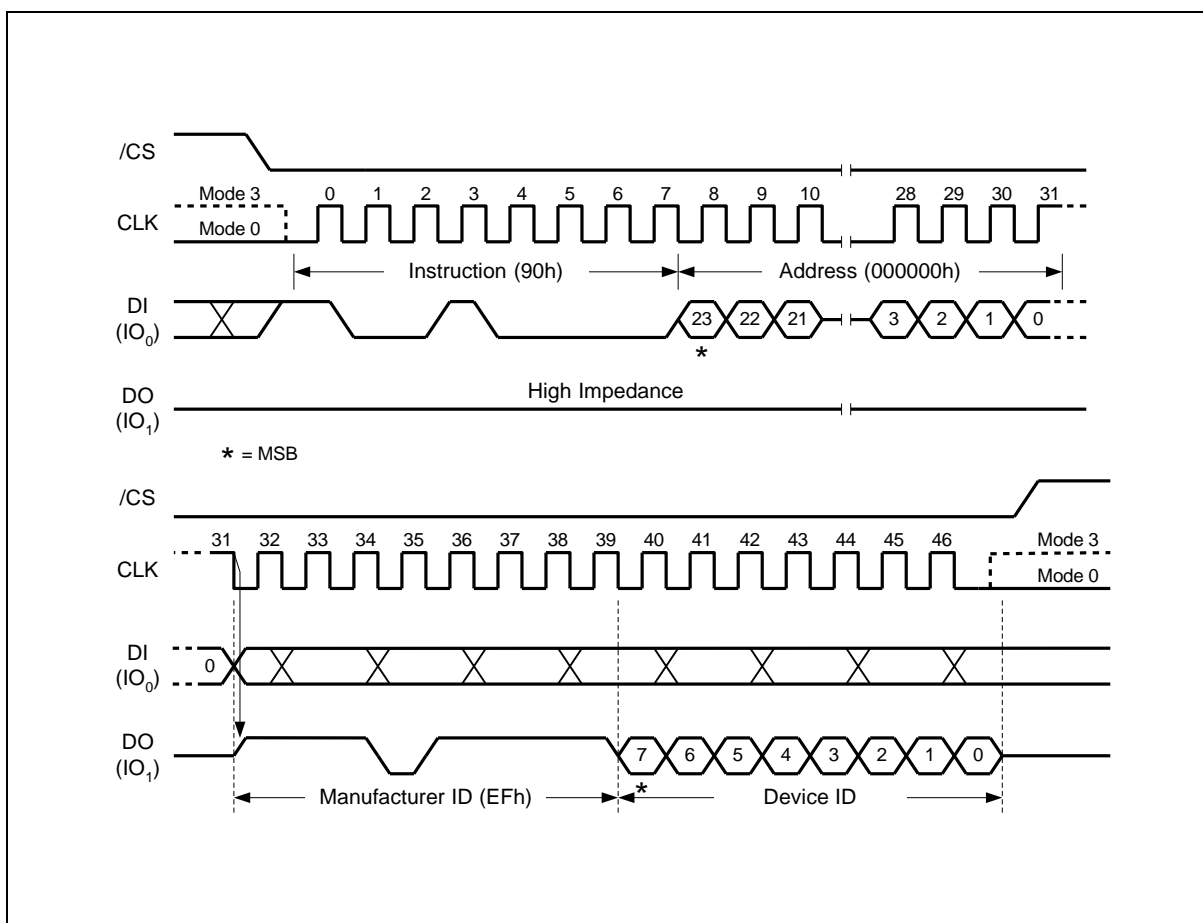 /CS
Mode 3 0 1 2 3 4 5 6 7 8 9 10 28 29 30 31
CLK
Mode 0
Instruction (90h) Address (000000h)
DI
(IO0)
23 22 21 3 2 1 0
*
High Impedance
DO
(IO1)
* = MSB
/CS
31 32 33 34 35 36 37 38 39 40 41 42 43 44 45 46 Mode 3
CLK
Mode 0
DI
(IO0)
0
DO
(IO1)
7 6 5 4 3 2 1 0
*
Manufacturer ID (EFh) Device ID